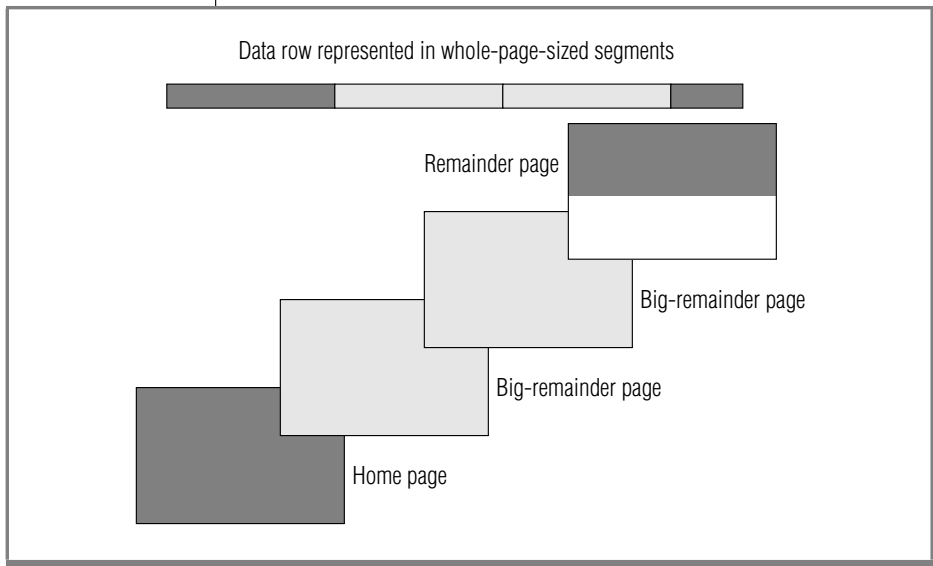 Data row represented in whole-page-sized segments
Remainder page
Big-remainder page
Big-remainder page
Home page